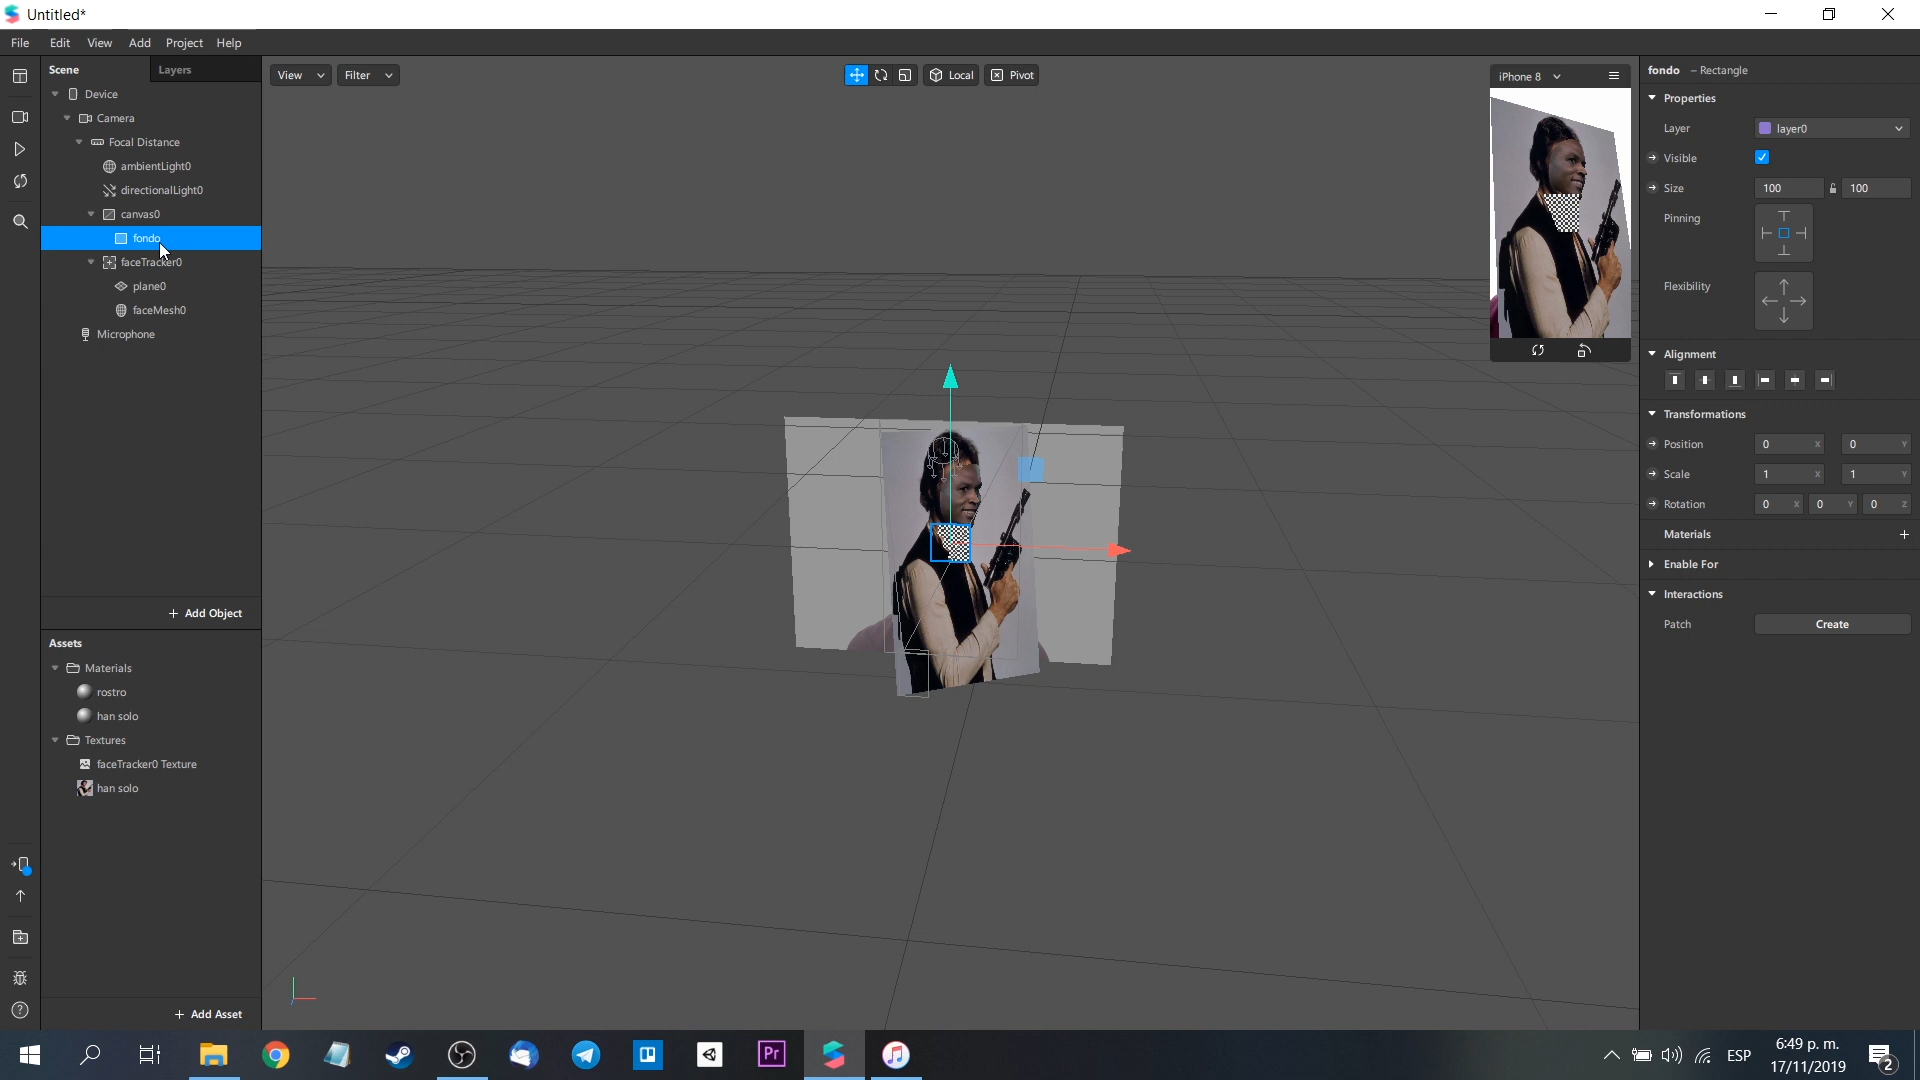 Untitled*
File Edit View Add Project Help
Scene Layers
Device
Camera
Focal Distance
ambientLight0
directionalLight0
canvas0
fondo
faceTracker0
plane0
faceMesh0
Microphone
+ Add Object
Assets
Materials
rostro
han solo
Textures
faceTracker0 Texture
han solo
+ Add Asset
View Filter
Local Pivot
iPhone 8
fondo – Rectangle
Properties
Layer layer0
Visible
Size 100 100
Pinning
Flexibility
Alignment
Transformations
Position 0 X 0 Y
Scale 1 X 1 Y
Rotation 0 X 0 Y 0 Z
Materials +
Enable For
Interactions
Patch Create
Pr
ESP
6:49 p. m.
17/11/2019
2